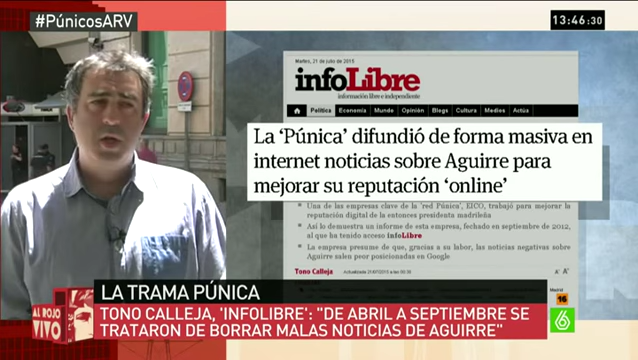 #PúnicosARV
13:46:30
Martes, 21 de julio de 2015
infoLibre
información libre e independiente
Política Economía Mundo Opinión Blogs Cultura Medios Actúa
La ‘Púnica’ difundió de forma masiva en
internet noticias sobre Aguirre para
mejorar su reputación ‘online’
Una de las empresas clave de la ‘red Púnica’, EICO, trabajó para mejorar la
reputación digital de la entonces presidenta madrileña
Así lo demuestra un informe de esta empresa, fechado en septiembre de 2012,
al que ha tenido acceso infoLibre
La empresa presume de que, gracias a su labor, las noticias negativas sobre
Aguirre salen peor posicionadas en Google
Tono Calleja
Madrid
16
LA TRAMA PÚNICA
TONO CALLEJA, 'INFOLIBRE': "DE ABRIL A SEPTIEMBRE SE
TRATARON DE BORRAR MALAS NOTICIAS DE AGUIRRE"
AL ROJO
VIVO
6